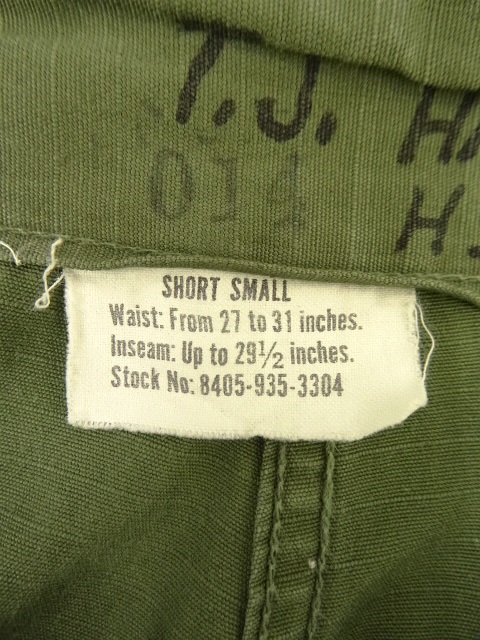 T.J. HA
014
H.
SHORT SMALL
Waist: From 27 to 31 inches.
Inseam: Up to 29½ inches.
Stock No: 8405-935-3304